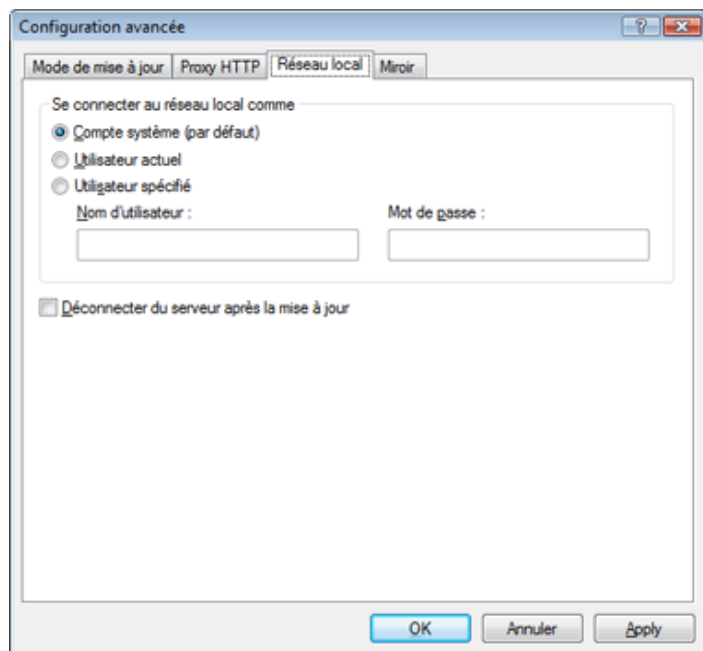 Configuration avancée
Mode de mise à jour Proxy HTTP Réseau local Miroir
Se connecter au réseau local comme
Compte système (par défaut)
Utilisateur actuel
Utilisateur spécifié
Nom d'utilisateur : Mot de passe :
Déconnecter du serveur après la mise à jour
OK Annuler Apply